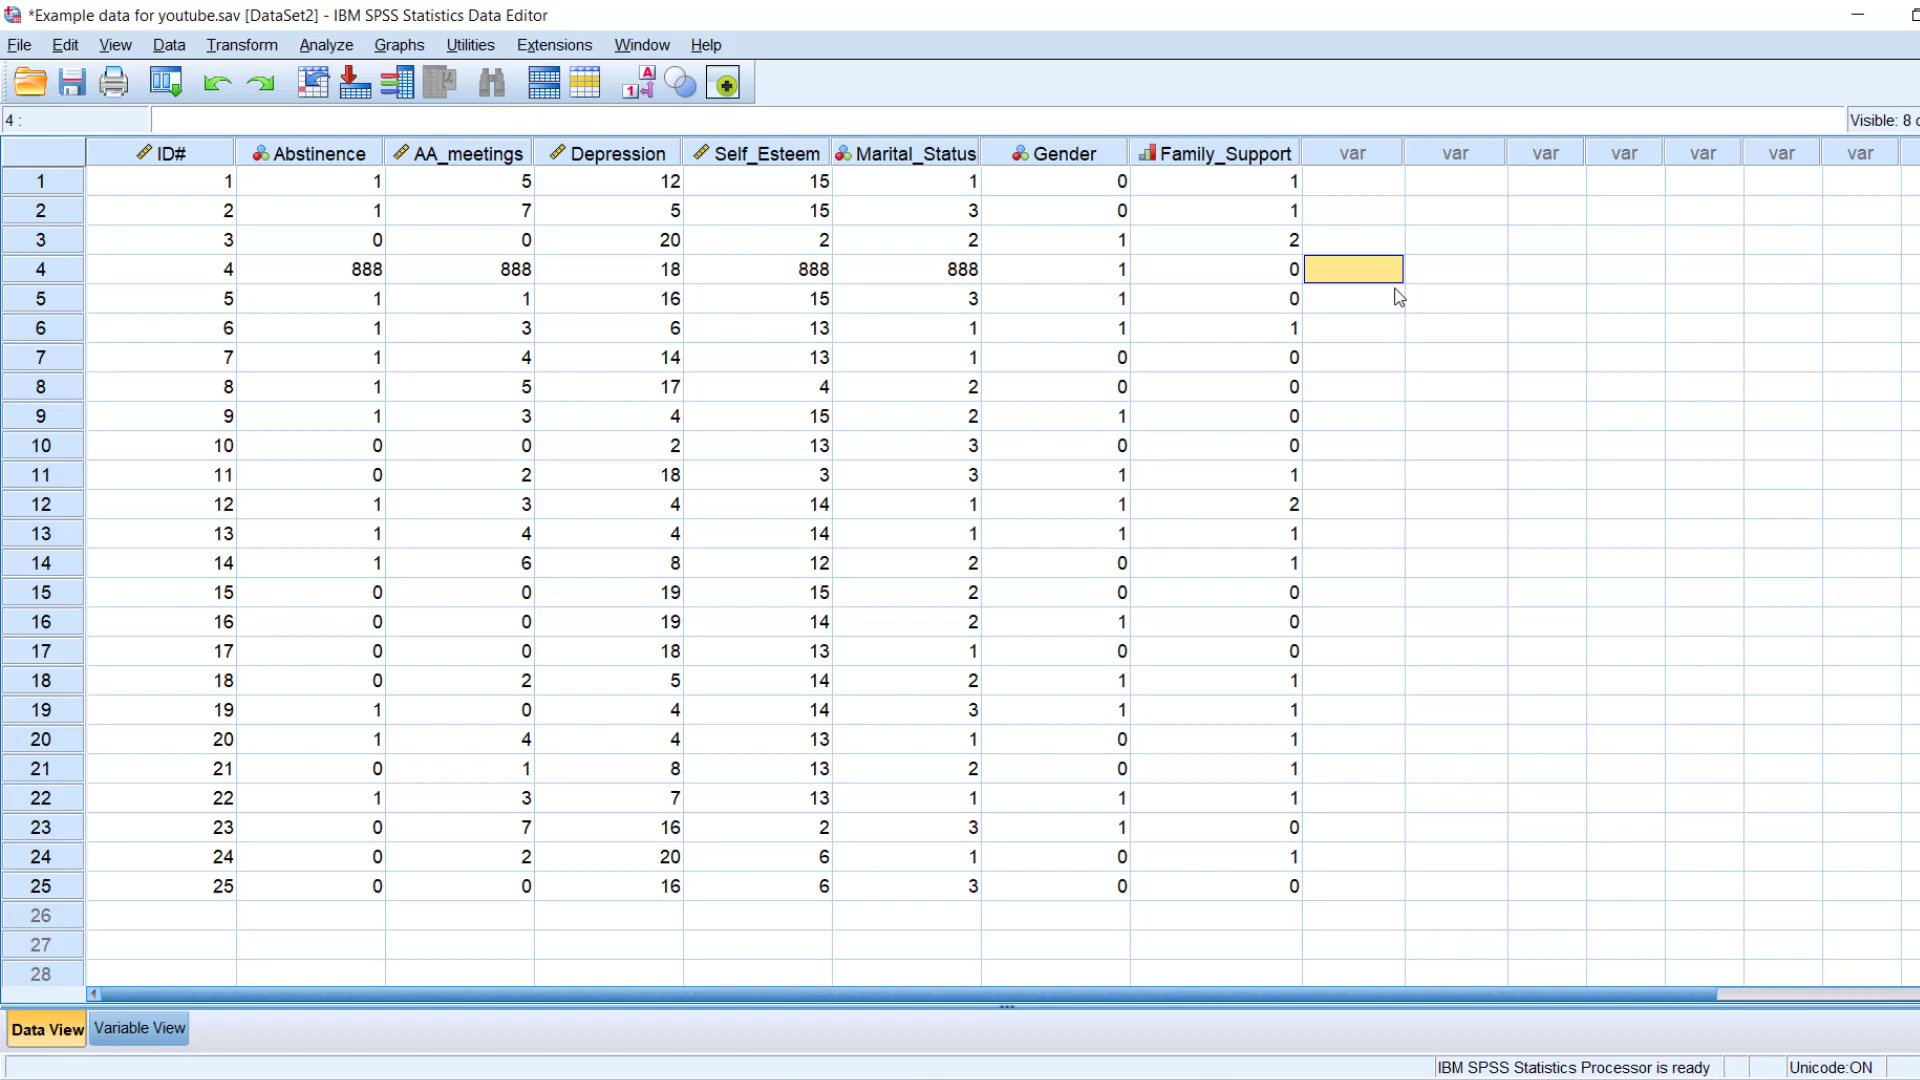 *Example data for youtube.sav [DataSet2] - IBM SPSS Statistics Data Editor
File Edit View Data Transform Analyze Graphs Utilities Extensions Window Help
4 :
Visible: 8 o
ID# Abstinence AA_meetings Depression Self_Esteem Marital_Status Gender Family_Support var var var var var var var
1 1 1 5 12 15 1 0 1
2 2 1 7 5 15 3 0 1
3 3 0 0 20 2 2 1 2
4 4 888 888 18 888 888 1 0
5 5 1 1 16 15 3 1 0
6 6 1 3 6 13 1 1 1
7 7 1 4 14 13 1 0 0
8 8 1 5 17 4 2 0 0
9 9 1 3 4 15 2 1 0
10 10 0 0 2 13 3 0 0
11 11 0 2 18 3 3 1 1
12 12 1 3 4 14 1 1 2
13 13 1 4 4 14 1 1 1
14 14 1 6 8 12 2 0 1
15 15 0 0 19 15 2 0 0
16 16 0 0 19 14 2 1 0
17 17 0 0 18 13 1 0 0
18 18 0 2 5 14 2 1 1
19 19 1 0 4 14 3 1 1
20 20 1 4 4 13 1 0 1
21 21 0 1 8 13 2 0 1
22 22 1 3 7 13 1 1 1
23 23 0 7 16 2 3 1 0
24 24 0 2 20 6 1 0 1
25 25 0 0 16 6 3 0 0
26
27
28
Data View Variable View
IBM SPSS Statistics Processor is ready Unicode:ON